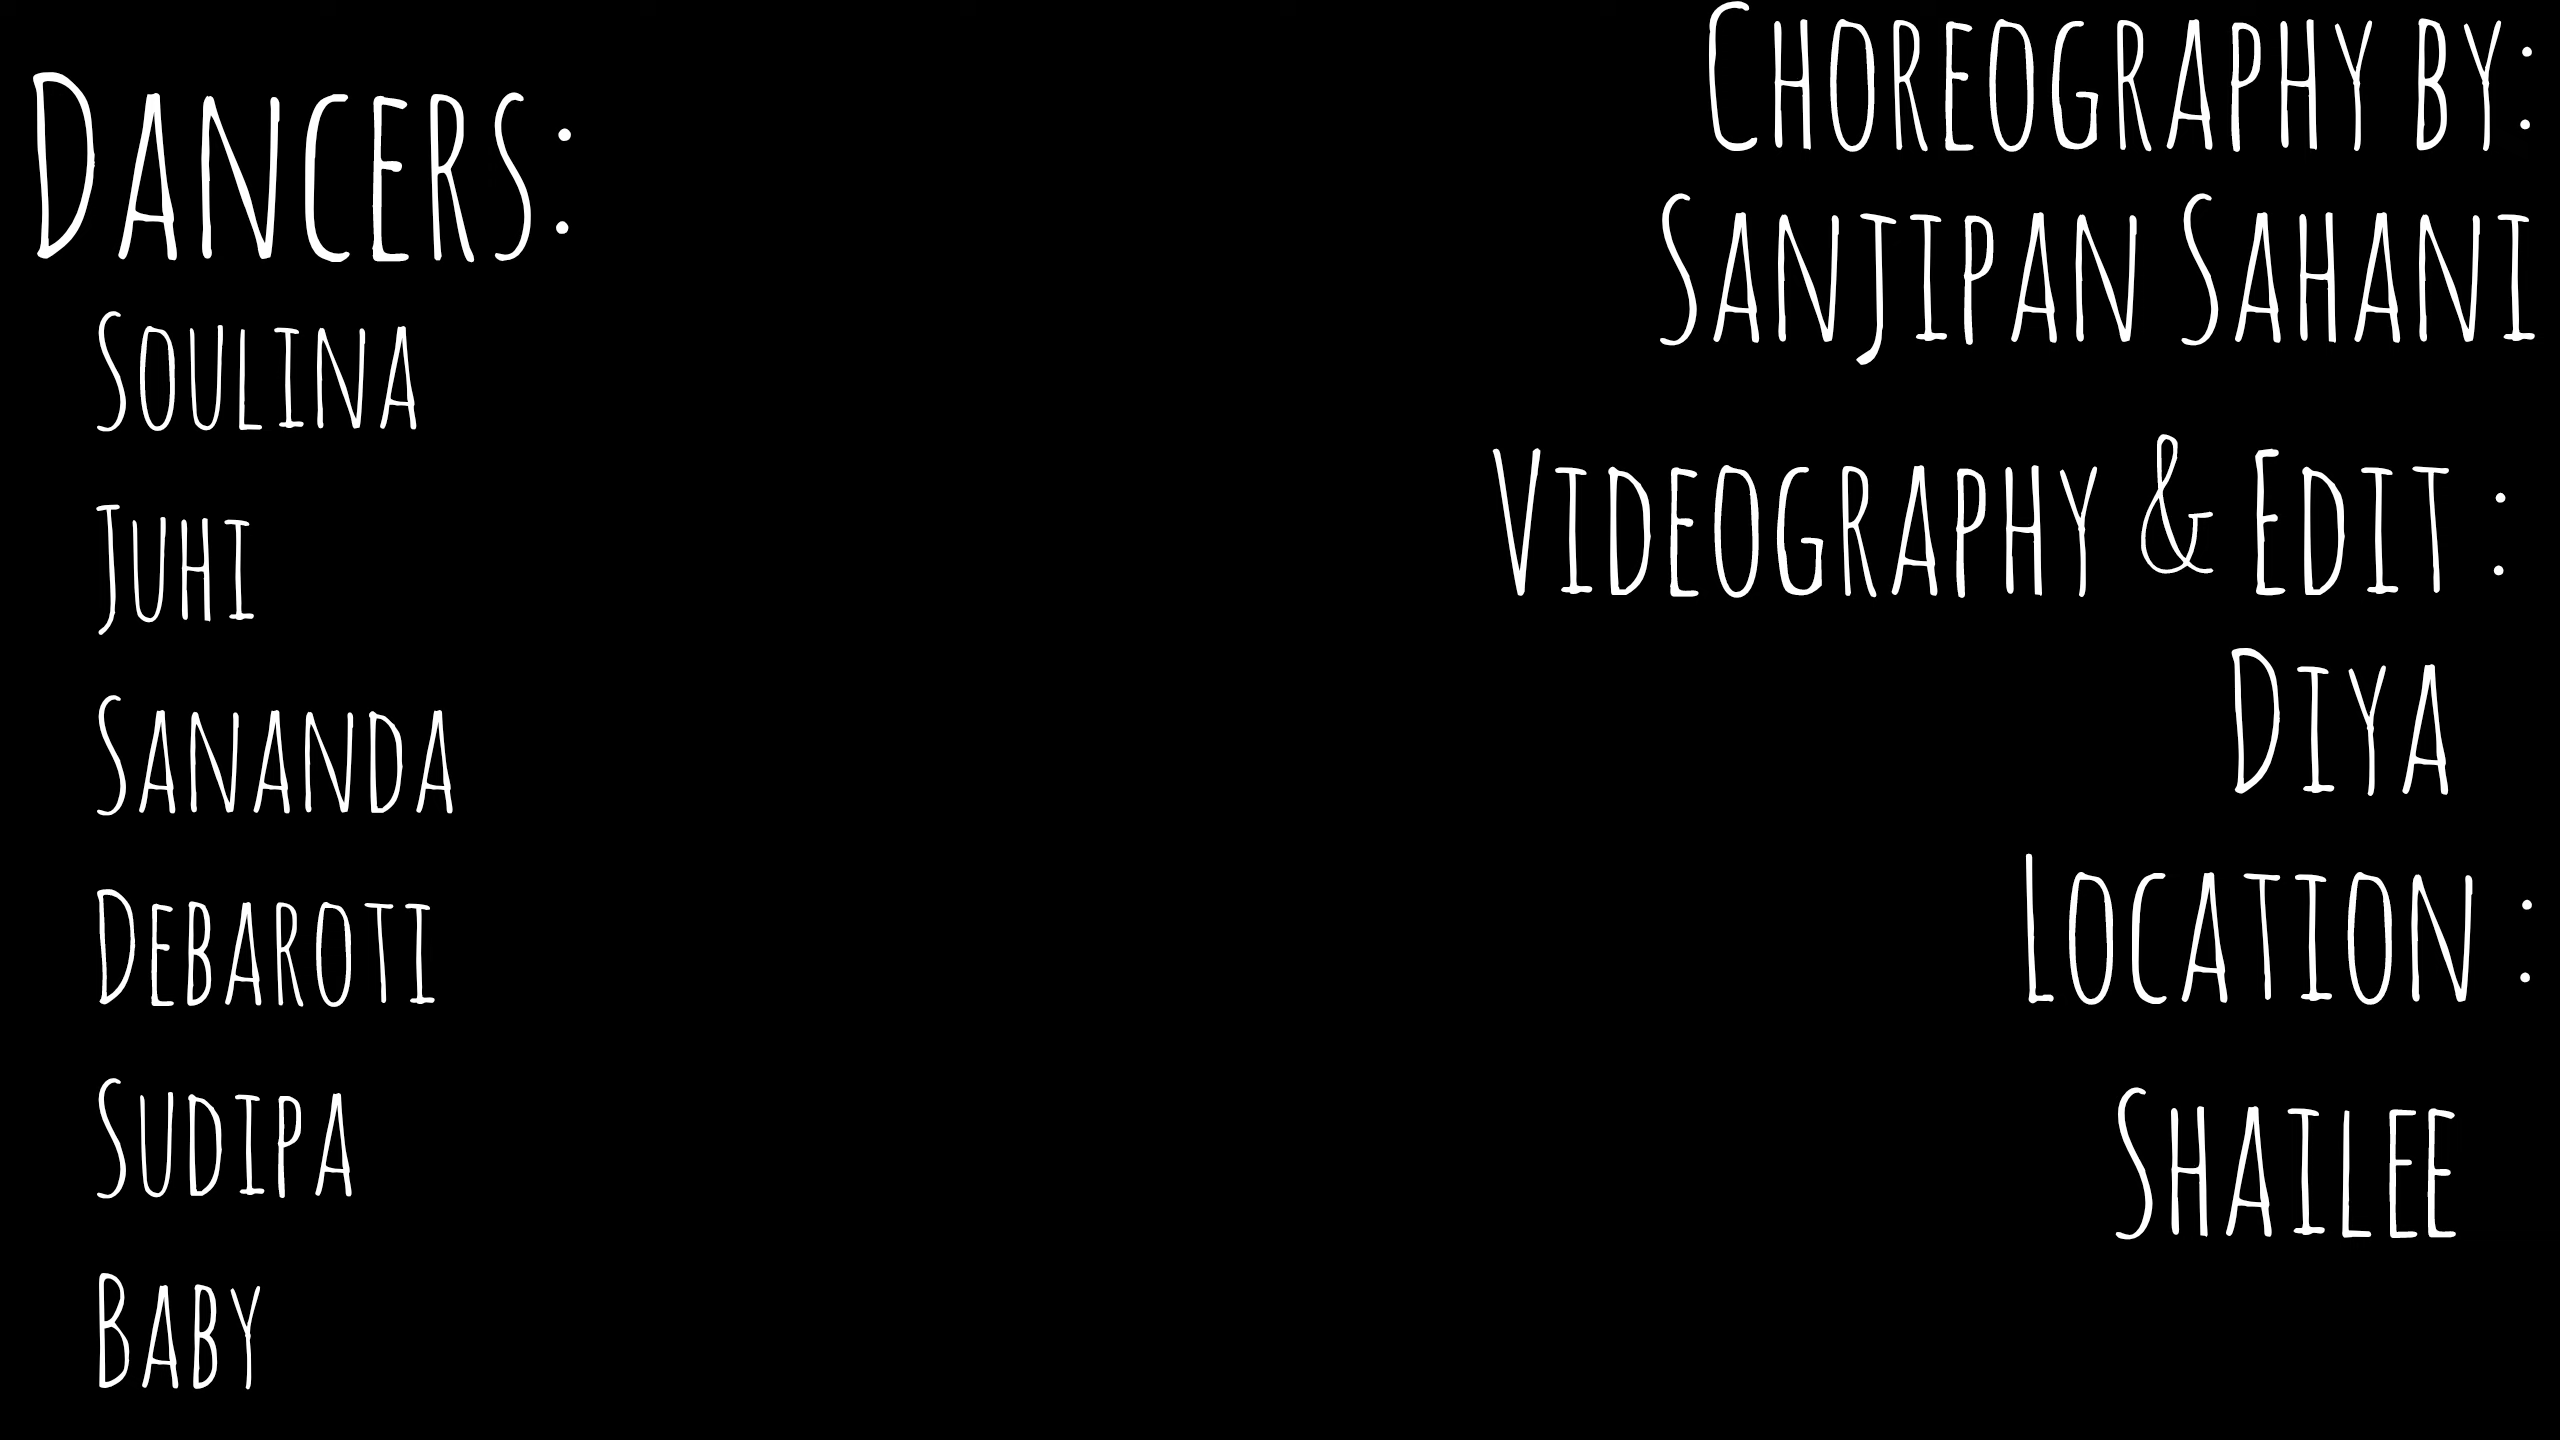 Dancers:
Soulina
Juhi
Sananda
Debaroti
Sudipa
Baby
Choreography by:
Sanjipan Sahani
Videography & Edit :
Diya
Location :
Shailee